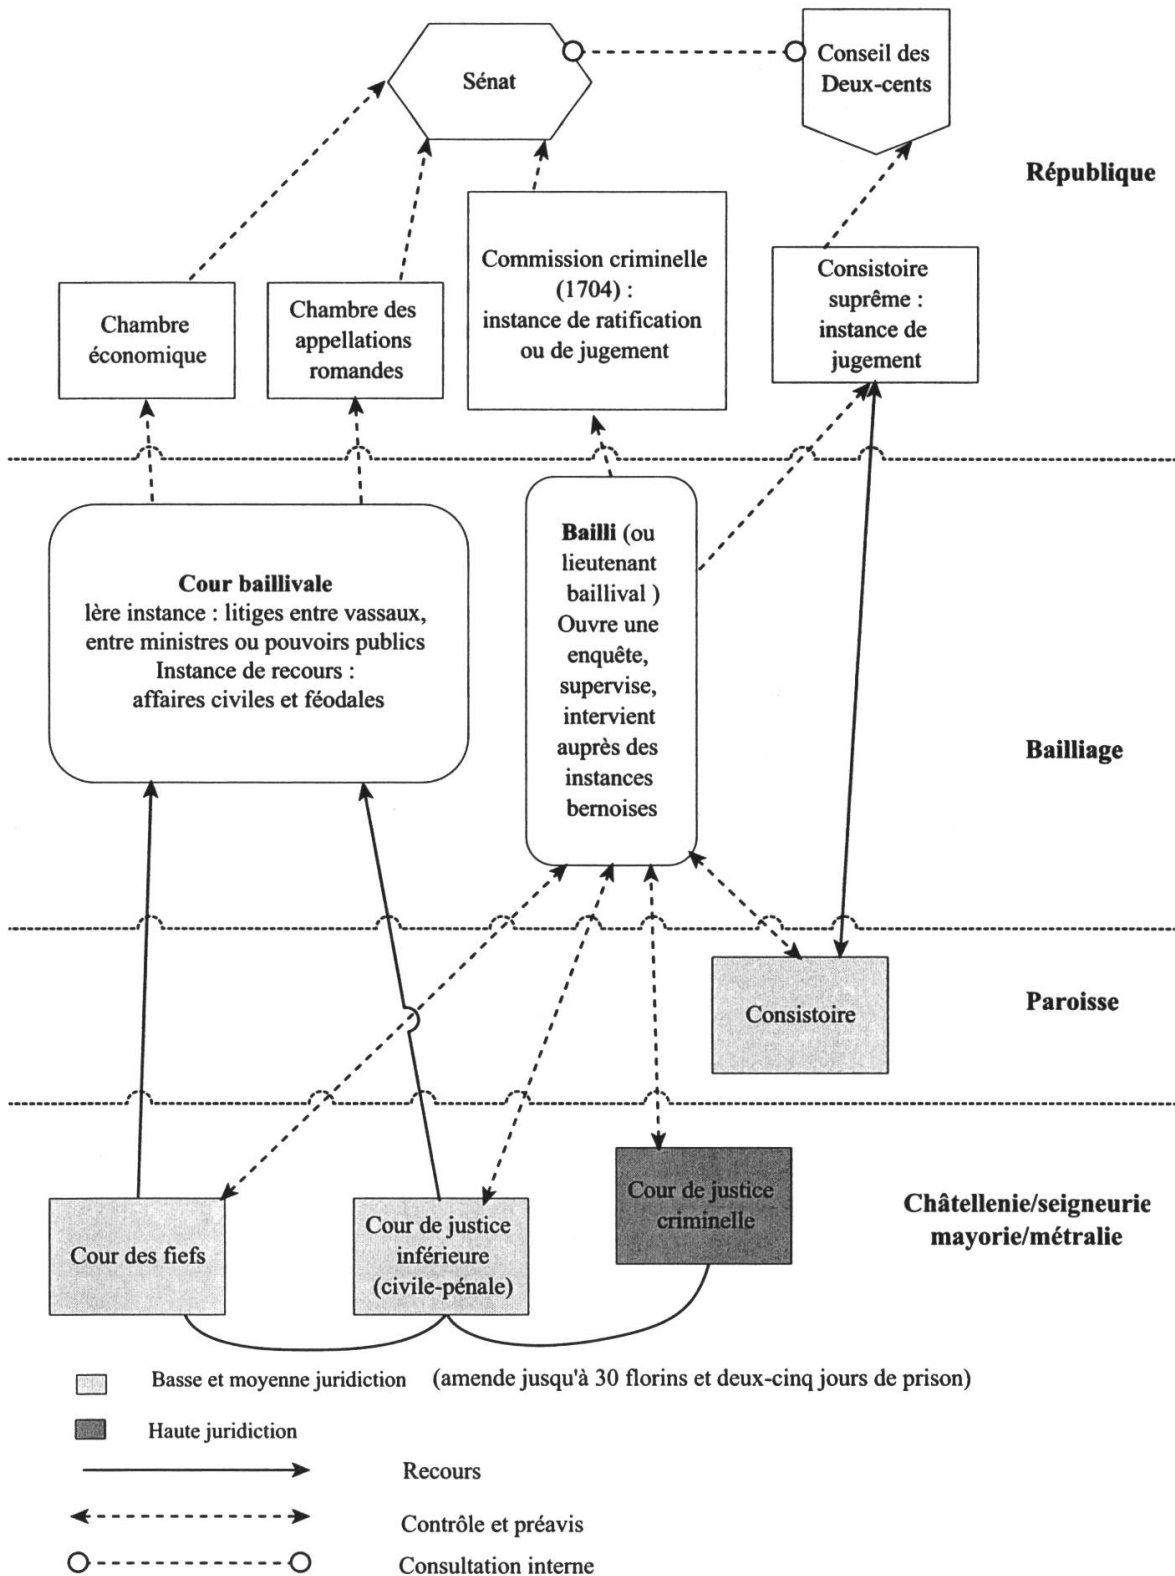 Sénat
Conseil des
Deux-cents
République
Commission criminelle
(1704) :
instance de ratification
ou de jugement
Consistoire
suprême :
instance de
jugement
Chambre
économique
Chambre des
appellations
romandes
Cour baillivale
lère instance : litiges entre vassaux,
entre ministres ou pouvoirs publics
Instance de recours :
affaires civiles et féodales
Bailli (ou
lieutenant
baillival )
Ouvre une
enquête,
supervise,
intervient
auprès des
instances
bernoises
Bailliage
Consistoire
Paroisse
Cour des fiefs
Cour de justice
inférieure
(civile-pénale)
Cour de justice
criminelle
Châtellenie/seigneurie
mayorie/métralie
Basse et moyenne juridiction (amende jusqu'à 30 florins et deux-cinq jours de prison)
Haute juridiction
Recours
Contrôle et préavis
Consultation interne